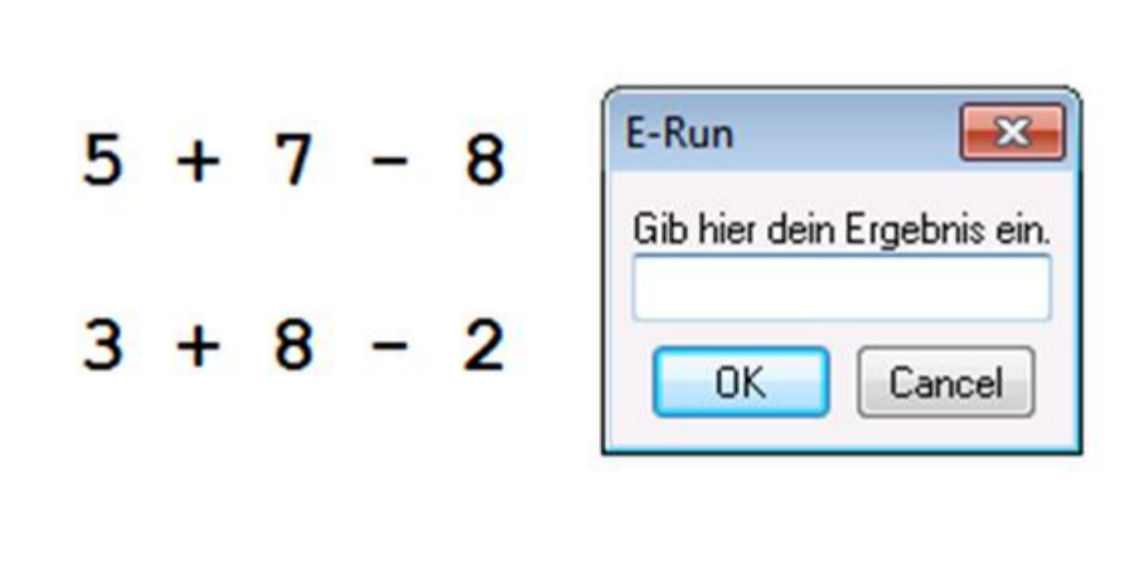 5 + 7 - 8
3 + 8 - 2
E-Run
Gib hier dein Ergebnis ein.
OK
Cancel